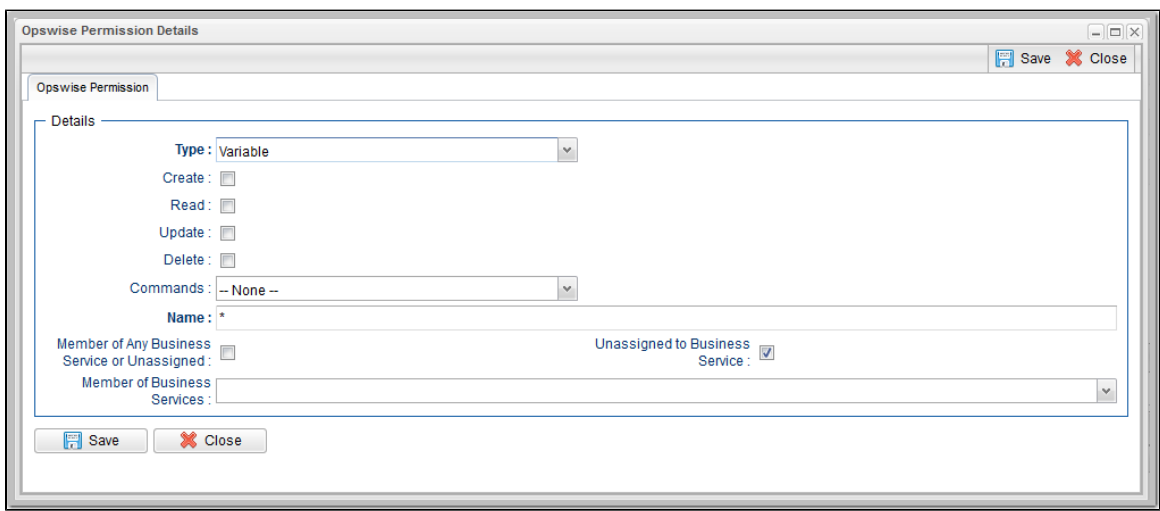 Opswise Permission Details
Save Close
Opswise Permission
Details
Type : Variable
Create :
Read :
Update :
Delete :
Commands : -- None --
Name : *
Member of Any Business
Service or Unassigned :
Unassigned to Business
Service :
Member of Business
Services :
Save Close